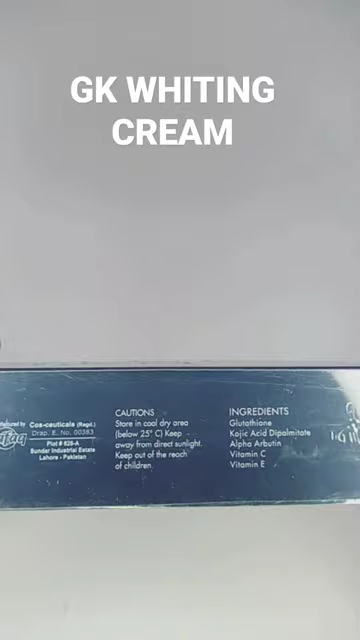 GK WHITING
CREAM
Cos-ceuticals (Regd.)
Drap. E. No. 00383
Plot # 625-A
Sundar Industrial Estate
Lahore - Pakistan
CAUTIONS
Store in cool dry area
(below 25° C) Keep
away from direct sunlight.
Keep out of the reach
of children.
INGREDIENTS
Glutathione
Kojic Acid Dipalmitate
Alpha Arbutin
Vitamin C
Vitamin E